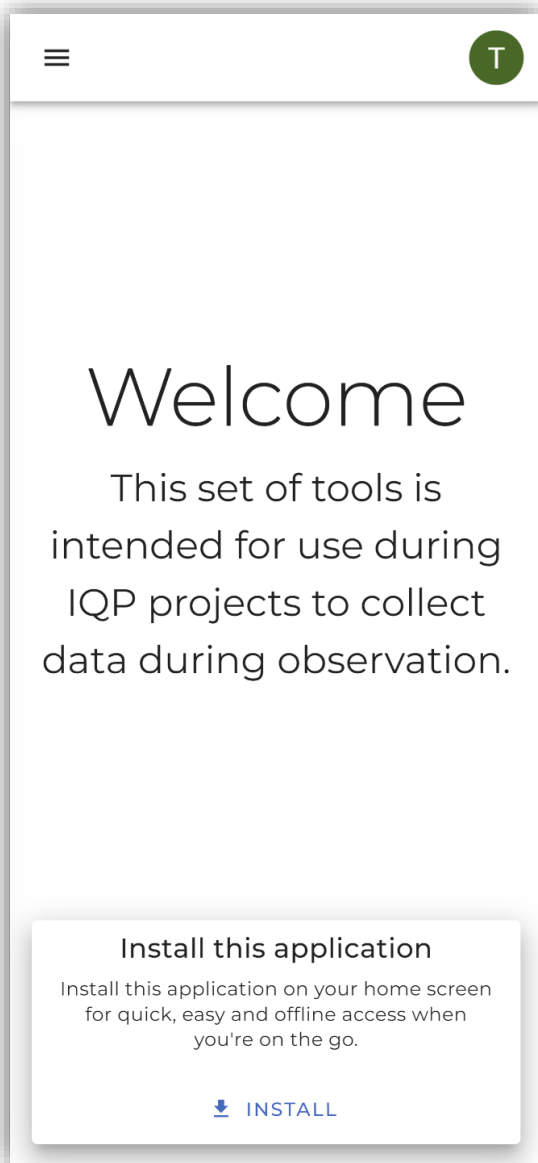 T
Welcome
This set of tools is
intended for use during
IQP projects to collect
data during observation.
Install this application
Install this application on your home screen
for quick, easy and offline access when
you're on the go.
INSTALL